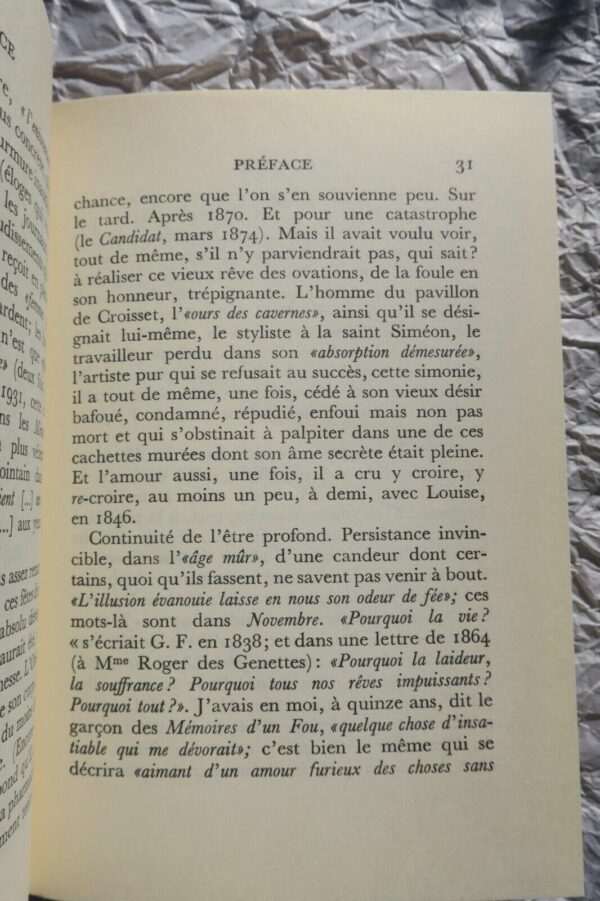 CE
PRÉFACE
31
chance, encore que l'on s'en souvienne peu. Sur
le tard. Après 1870. Et pour une catastrophe
(le Candidat, mars 1874). Mais il avait voulu voir,
tout de même, s'il n'y parviendrait pas, qui sait?
à réaliser ce vieux rêve des ovations, de la foule en
son honneur, trépignante. L'homme du pavillon
de Croisset, l'«ours des cavernes», ainsi qu'il se dési-
gnait lui-même, le styliste à la saint Siméon, le
travailleur perdu dans son «absorption démesurée»,
l'artiste pur qui se refusait au succès, cette simonie,
il a tout de même, une fois, cédé à son vieux désir
bafoué, condamné, répudié, enfoui mais non pas
mort et qui s'obstinait à palpiter dans une de ces
cachettes murées dont son âme secrète était pleine.
Et l'amour aussi, une fois, il a cru y croire, y
re-croire, au moins un peu, à demi, avec Louise,
en 1846.
Continuité de l'être profond. Persistance invin-
cible, dans l'«âge mûr», d'une candeur dont cer-
tains, quoi qu'ils fassent, ne savent pas venir à bout.
«L'illusion évanouie laisse en nous son odeur de fée»; ces
mots-là sont dans Novembre. «Pourquoi la vie?
«s'écriait G. F. en 1838; et dans une lettre de 1864
(à Mme Roger des Genettes): «Pourquoi la laideur,
la souffrance? Pourquoi tous nos rêves impuissants?
Pourquoi tout?». J'avais en moi, à quinze ans, dit le
garçon des Mémoires d'un Fou, «quelque chose d'insa-
tiable qui me dévorait»; c'est bien le même qui se
décrira «aimant d'un amour furieux des choses sans